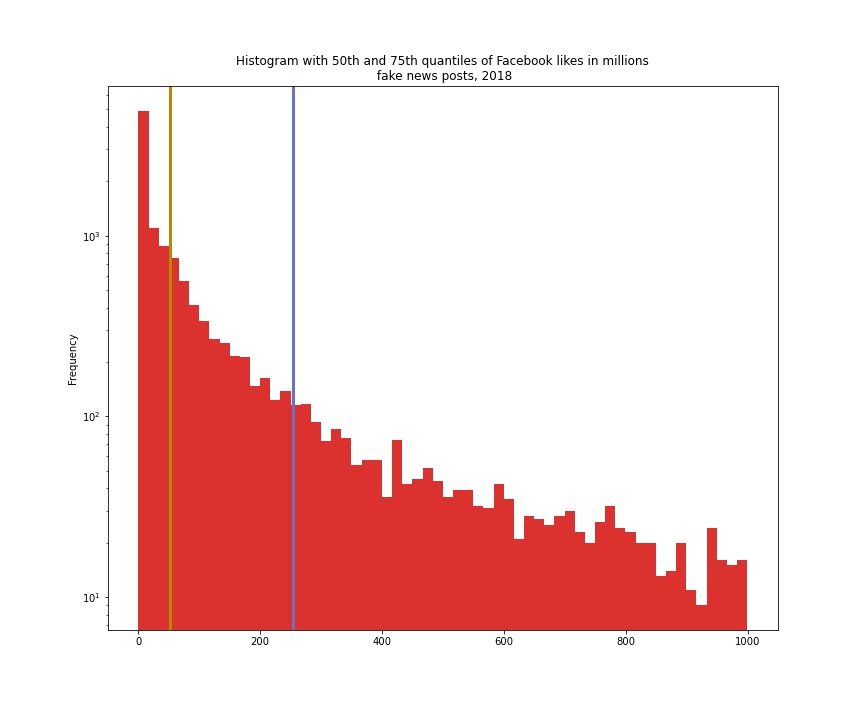 Histogram with 50th and 75th quantiles of Facebook likes in millions
fake news posts, 2018
Frequency
10³
10²
10¹
0 200 400 600 800 1000